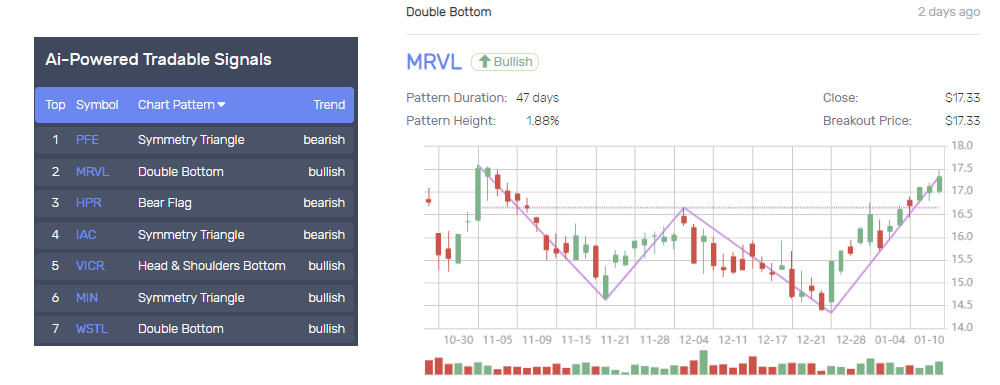 Ai-Powered Tradable Signals
Top Symbol Chart Pattern Trend
1 PFE Symmetry Triangle bearish
2 MRVL Double Bottom bullish
3 HPR Bear Flag bearish
4 IAC Symmetry Triangle bearish
5 VICR Head & Shoulders Bottom bullish
6 MIN Symmetry Triangle bullish
7 WSTL Double Bottom bullish
Double Bottom 2 days ago
MRVL Bullish
Pattern Duration: 47 days Close: $17.33
Pattern Height: 1.88% Breakout Price: $17.33
18.0
17.5
17.0
16.5
16.0
15.5
15.0
14.5
14.0
10-30 11-05 11-09 11-15 11-21 11-28 12-04 12-11 12-17 12-21 12-28 01-04 01-10